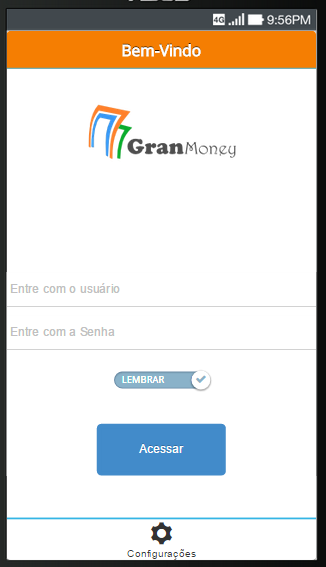 4G 9:56PM
Bem-Vindo
GranMoney
Entre com o usuário
Entre com a Senha
LEMBRAR
Acessar
Configurações